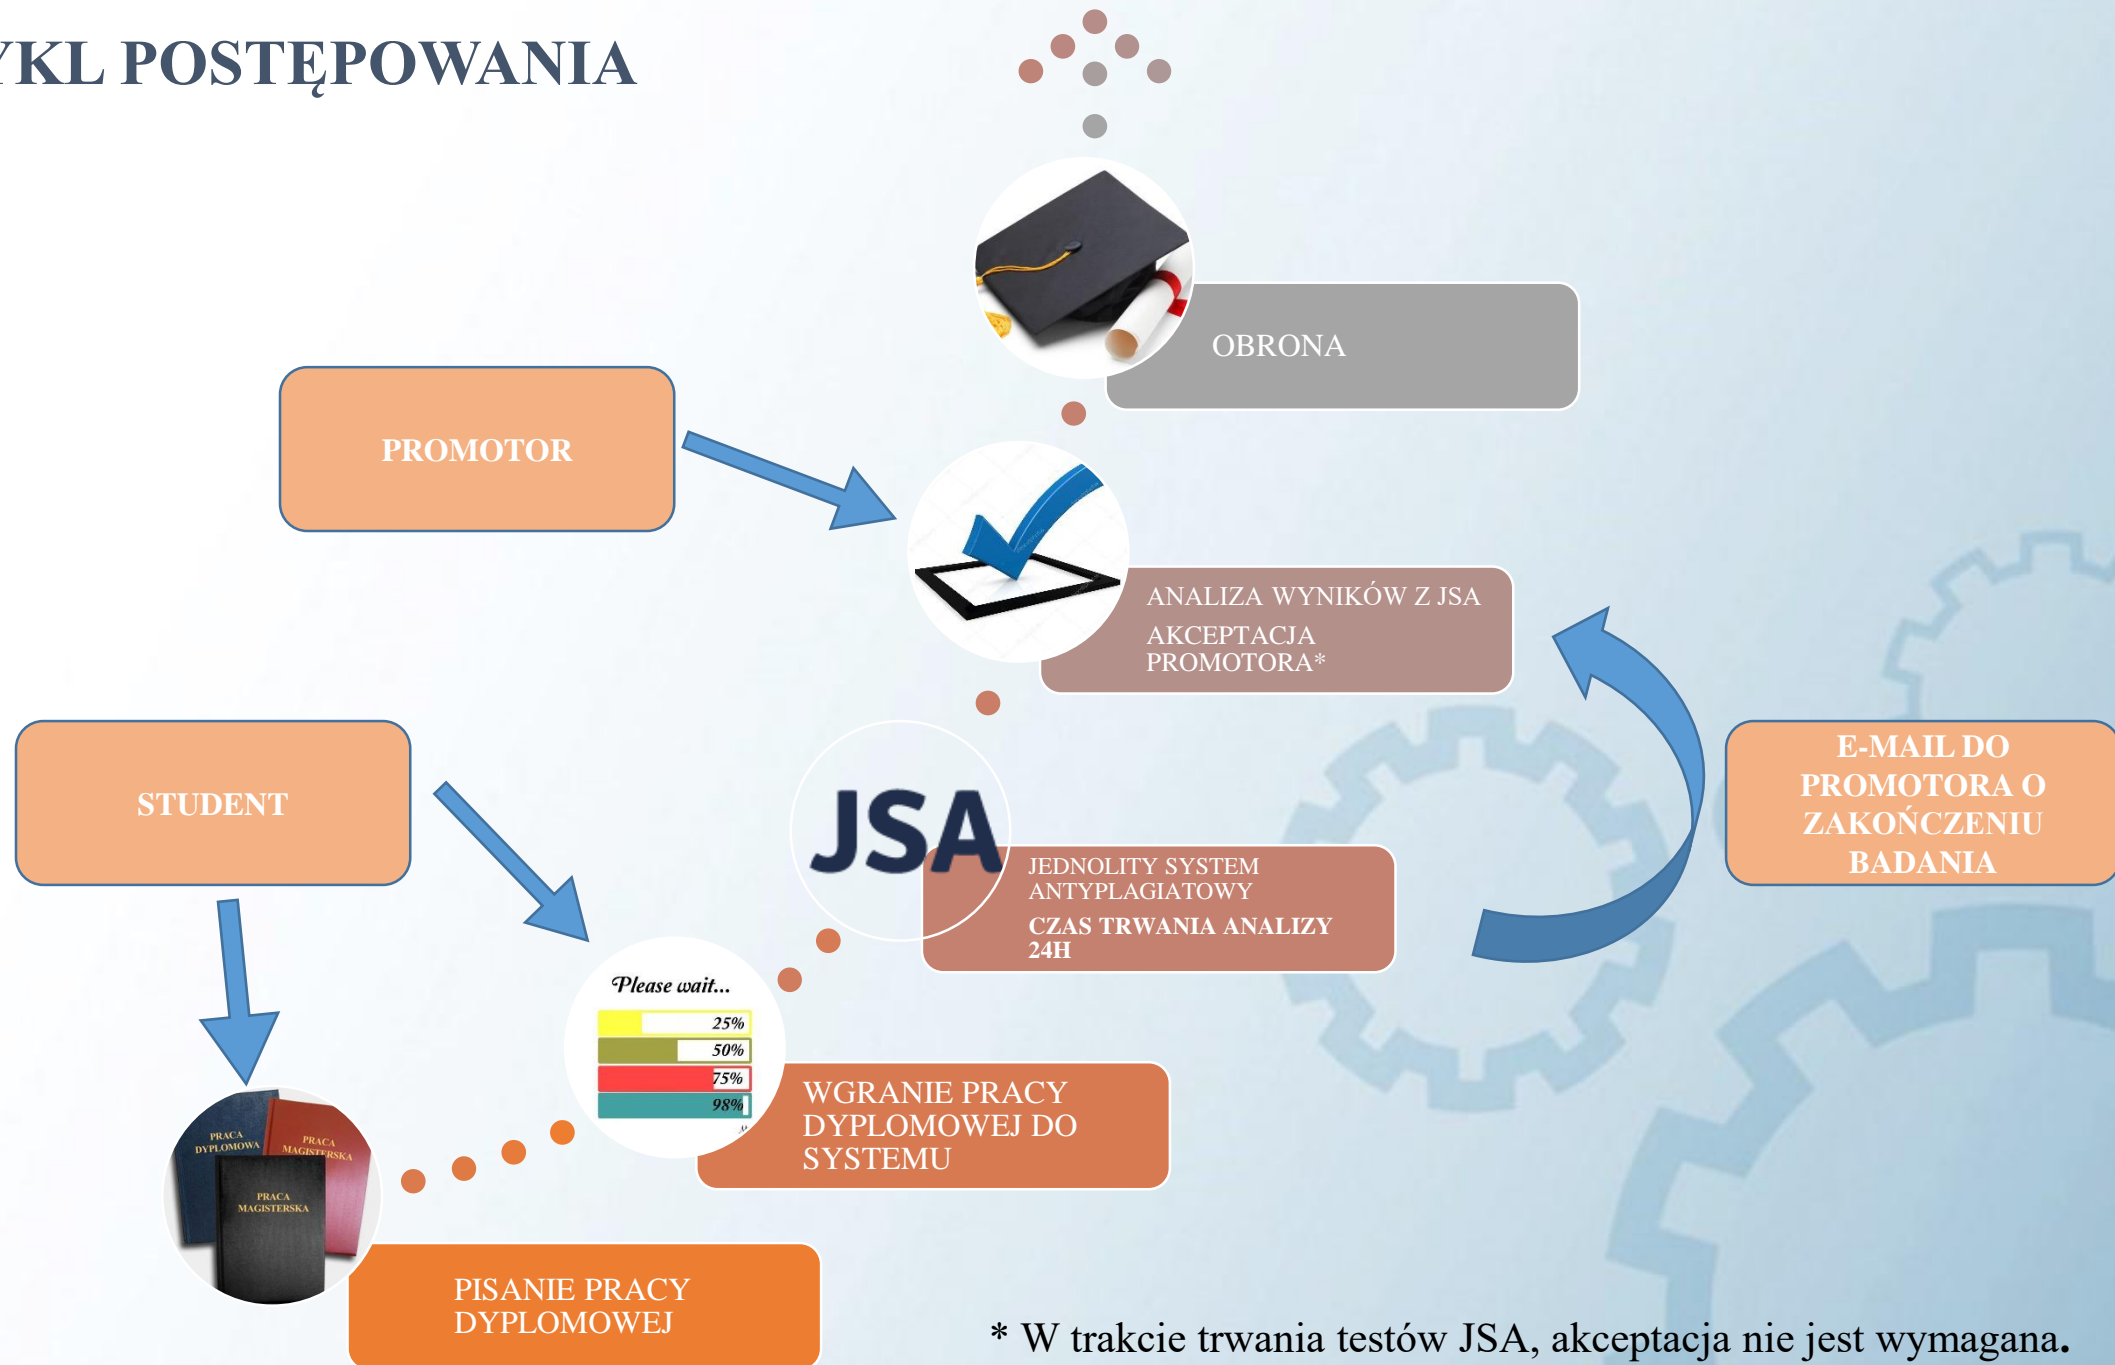 YKL POSTĘPOWANIA
OBRONA
PROMOTOR
ANALIZA WYNIKÓW Z JSA
AKCEPTACJA
PROMOTORA*
STUDENT
JSA
JEDNOLITY SYSTEM
ANTYPLAGIATOWY
CZAS TRWANIA ANALIZY
24H
E-MAIL DO
PROMOTORA O
ZAKOŃCZENIU
BADANIA
Please wait...
25%
50%
75%
98%
WGRANIE PRACY
DYPLOMOWEJ DO
SYSTEMU
PRACA
DYPLOMOWA
PRACA
MAGISTERSKA
PRACA
MAGISTERSKA
PISANIE PRACY
DYPLOMOWEJ
* W trakcie trwania testów JSA, akceptacja nie jest wymagana.